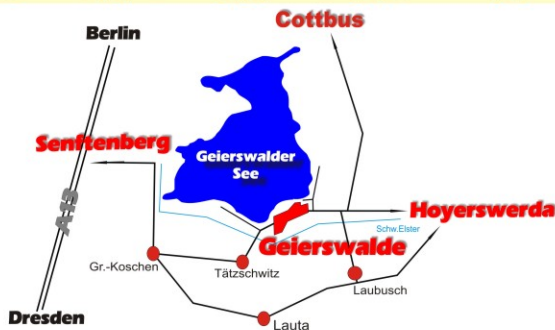 Cottbus
Berlin
Senftenberg
Geierswalder
See
A13
Hoyerswerda
Schw.Elster
Geierswalde
Gr.-Koschen
Tätzschwitz
Laubusch
Dresden
Lauta